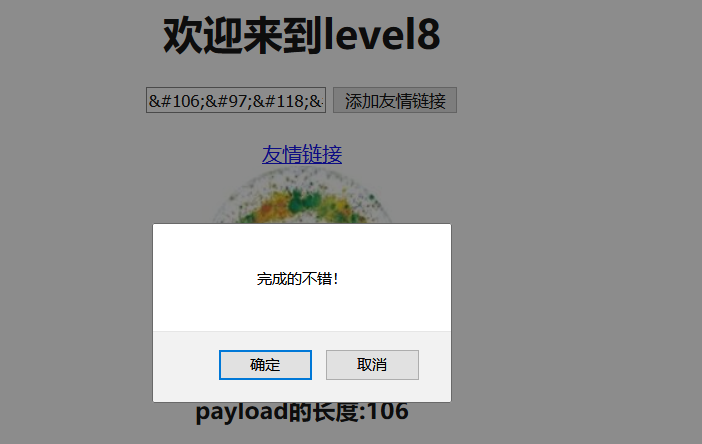 欢迎来到level8
&#106;&#97;&#118;&
添加友情链接
友情链接
完成的不错!
确定
取消
payload的长度:106